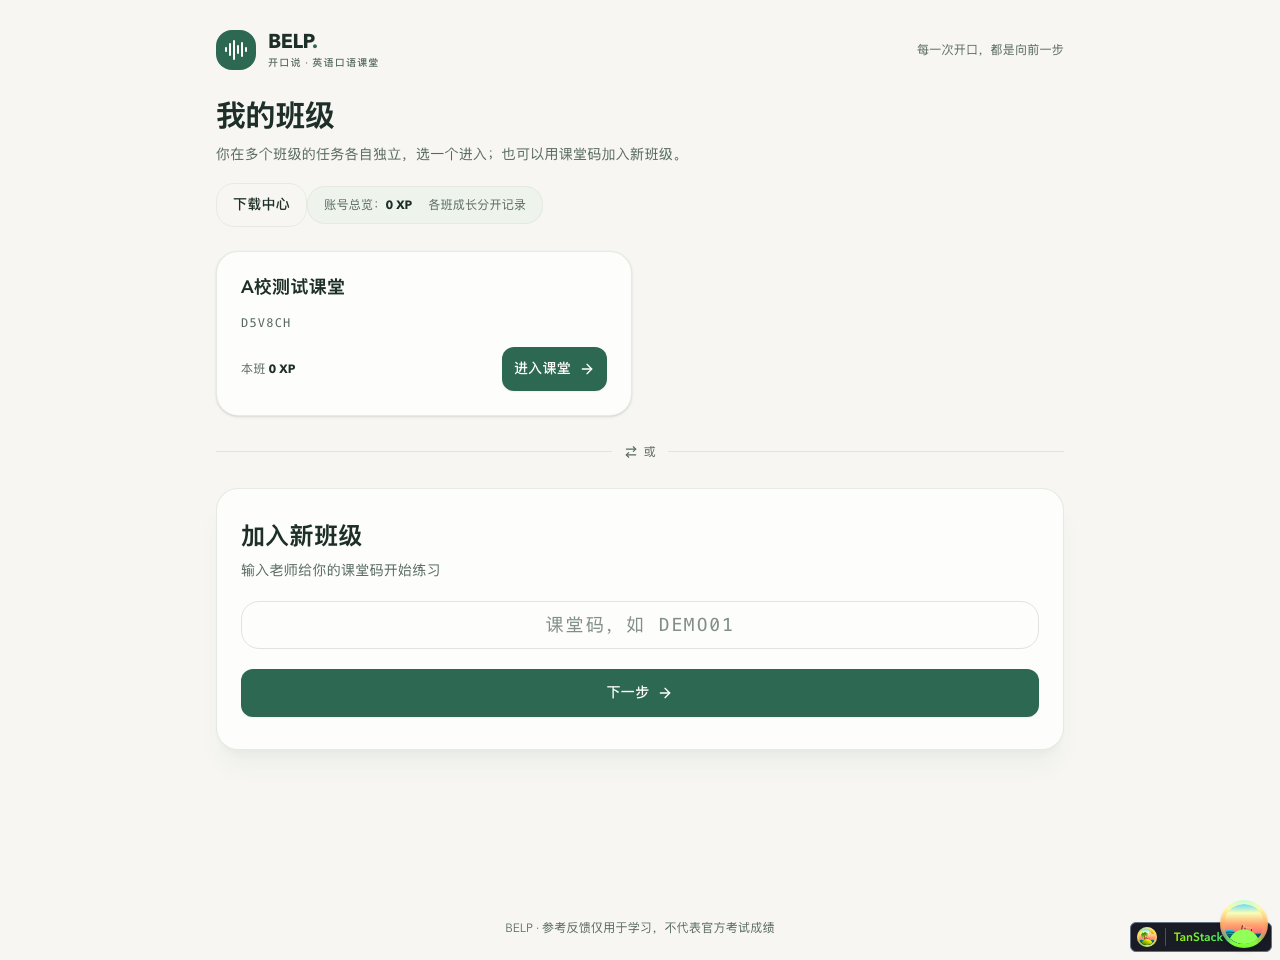 BELP.
开口说 · 英语口语课堂
每一次开口，都是向前一步
我的班级
你在多个班级的任务各自独立，选一个进入；也可以用课堂码加入新班级。
下载中心
账号总览：0 XP 各班成长分开记录
A校测试课堂
D5V8CH
本班 0 XP
进入课堂 →
⇄ 或
加入新班级
输入老师给你的课堂码开始练习
课堂码，如 DEMO01
下一步 →
BELP · 参考反馈仅用于学习，不代表官方考试成绩
TanStack